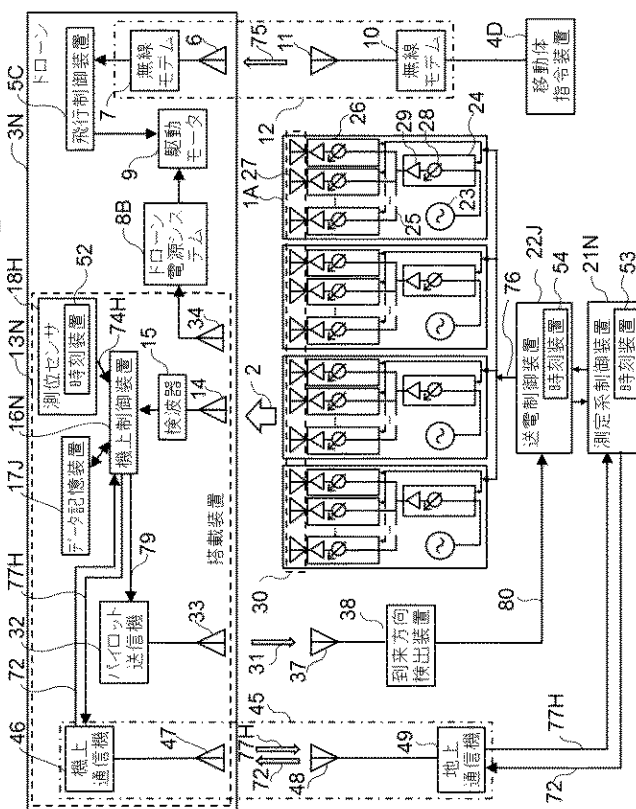 ドローン
3N
5C
飛行制御装置
7
無線
モデム
6
75
11
10
無線
モデム
12
4D
移動体
指令装置
9
駆動
モータ
8B
ドローン
電源シス
テム
34
18H
13N
測位センサ
時刻装置
52
74H
16N
機上制御装置
15
検波器
14
17J
データ記憶装置
77H
72
79
32
パイロット
送信機
33
搭載装置
46
機上
通信機
47
2
1A
27
26
29
28
24
25
23
30
31
37
38
到来方向
検出装置
80
76
22J
送電制御装置
時刻装置
54
21N
測定系制御装置
時刻装置
53
45
77H
72
48
49
地上
通信機
77H
72